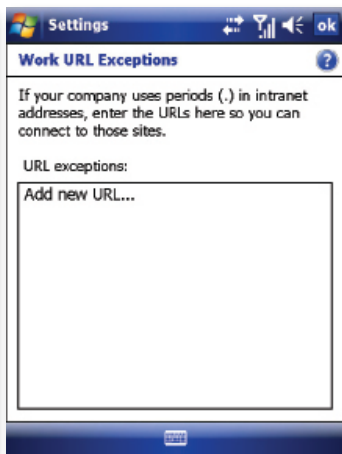 Settings ok
Work URL Exceptions ?
If your company uses periods (.) in intranet
addresses, enter the URLs here so you can
connect to those sites.
URL exceptions:
Add new URL...